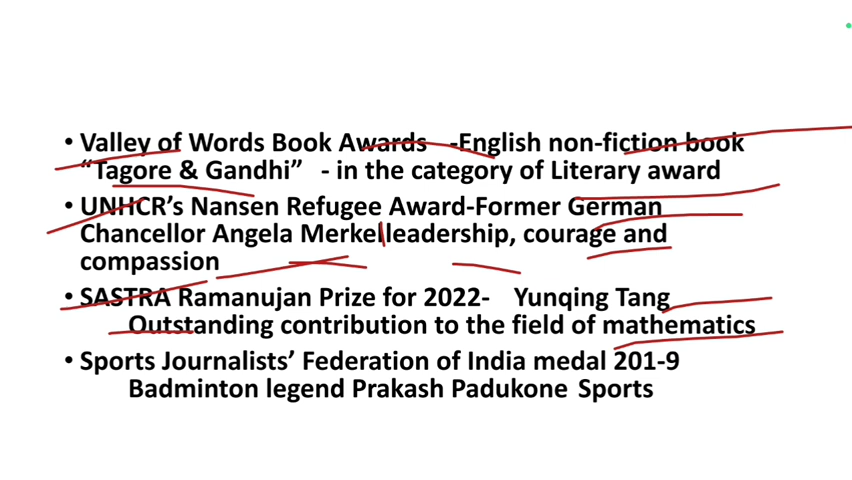 • Valley of Words Book Awards -English non-fiction book
“Tagore & Gandhi” - in the category of Literary award
• UNHCR’s Nansen Refugee Award-Former German
Chancellor Angela Merkelleadership, courage and
compassion
• SASTRA Ramanujan Prize for 2022- Yunqing Tang
Outstanding contribution to the field of mathematics
• Sports Journalists’ Federation of India medal 201-9
Badminton legend Prakash Padukone Sports